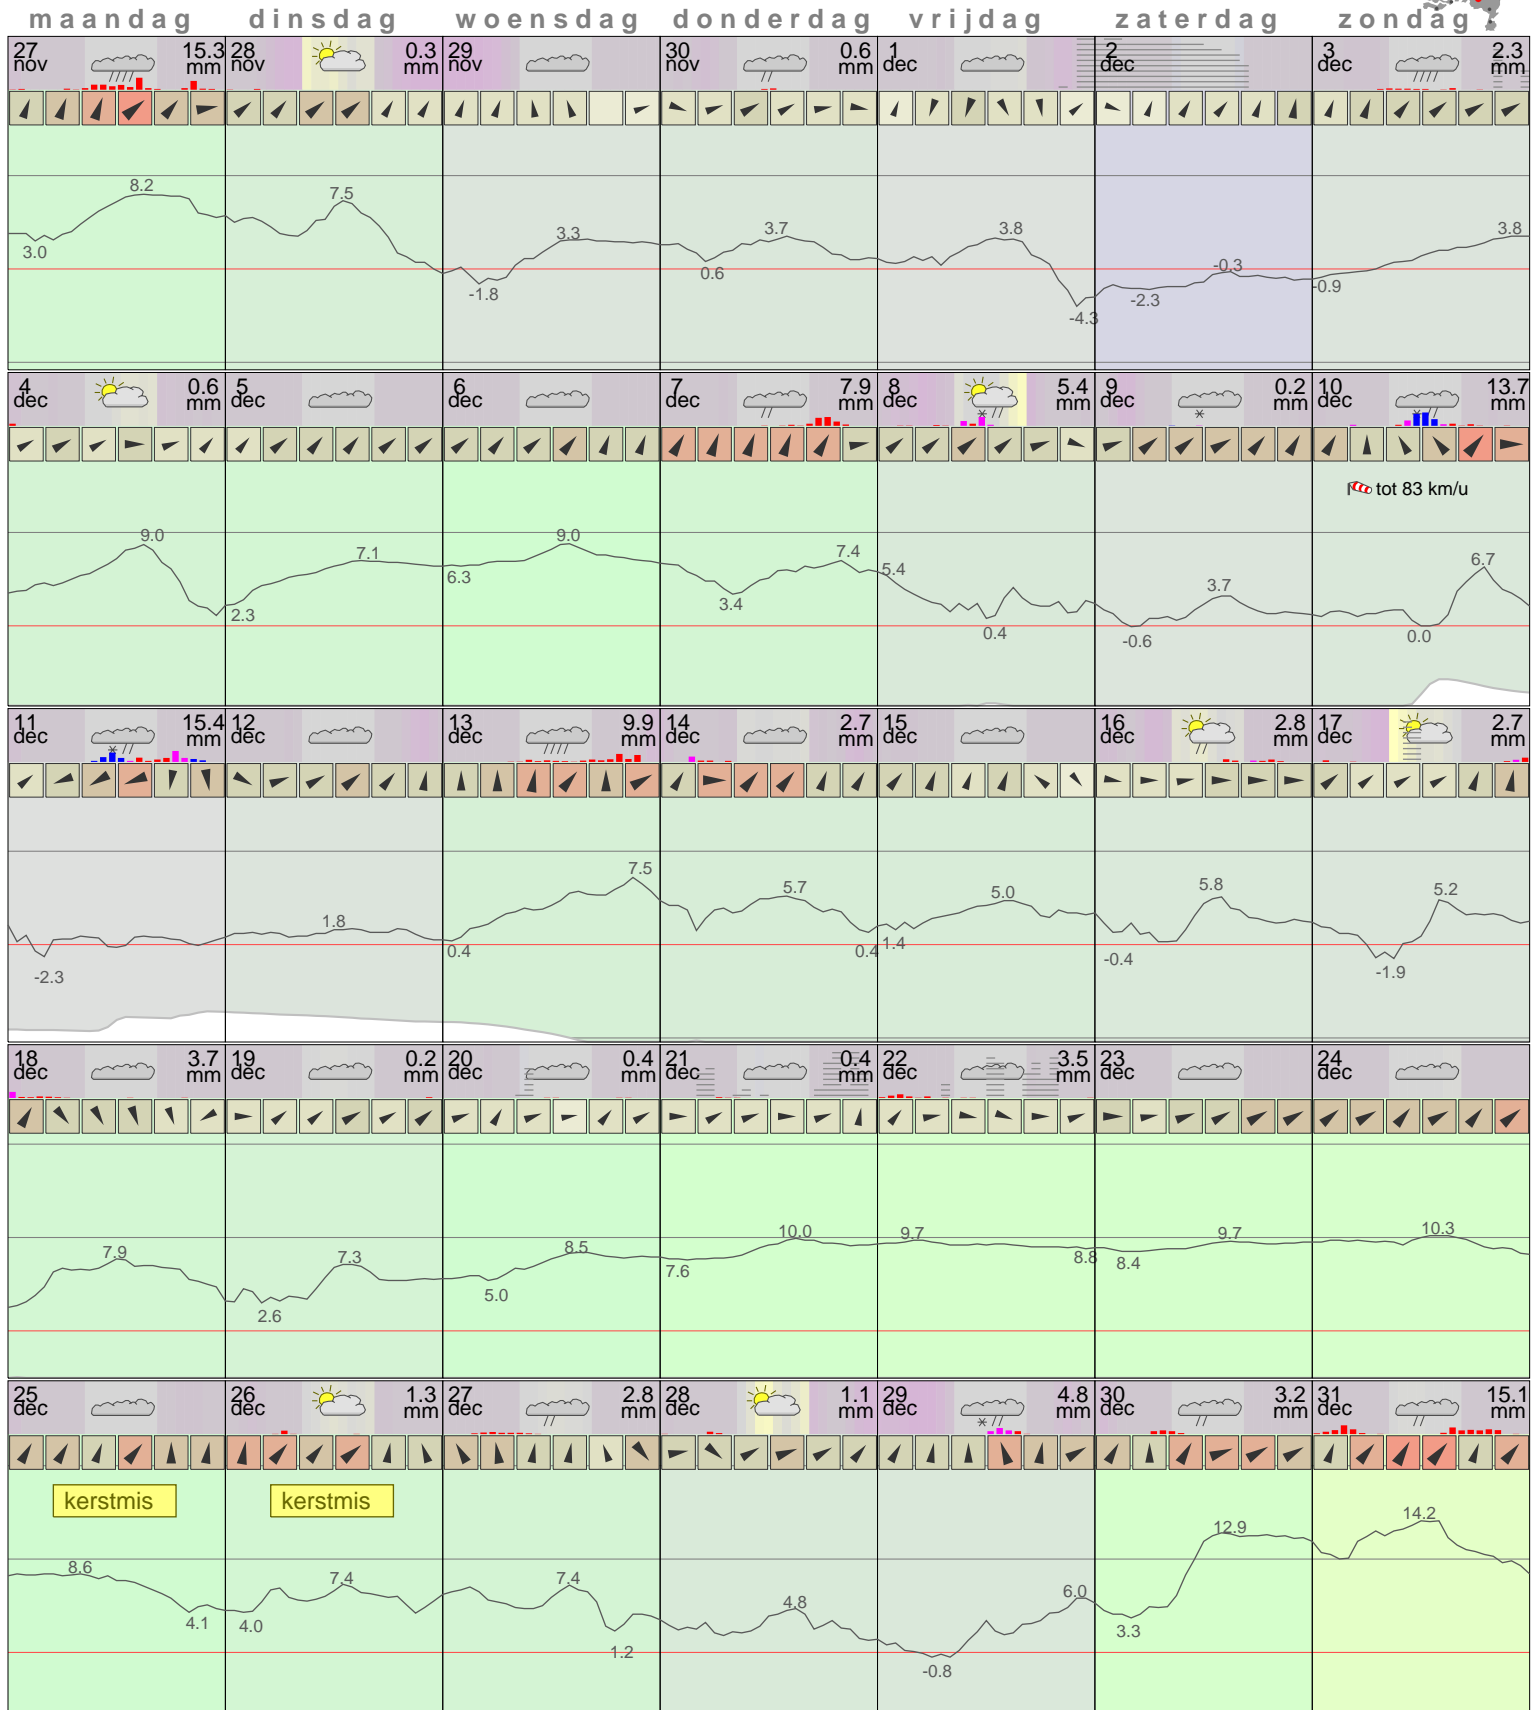 maandag dinsdag woensdag donderdag vrijdag zaterdag zondag
27 nov 15.3 mm 28 nov 0.3 mm 29 nov 30 nov 0.6 mm 1 dec 2 dec 3 dec 2.3 mm
8.2 7.5 3.3 3.7 3.8 -0.3 3.8
3.0 -1.8 0.6 -4.3 -2.3 -0.9
4 dec 0.6 mm 5 dec 6 dec 7 dec 7.9 mm 8 dec 5.4 mm 9 dec 0.2 mm 10 dec 13.7 mm
tot 83 km/u
9.0 7.1 9.0 7.4 5.4 3.7 6.7
2.3 6.3 3.4 0.4 -0.6 0.0
11 dec 15.4 mm 12 dec 13 dec 9.9 mm 14 dec 2.7 mm 15 dec 16 dec 2.8 mm 17 dec 2.7 mm
1.8 7.5 5.7 5.0 5.8 5.2
-2.3 0.4 0.4 1.4 -0.4 -1.9
18 dec 3.7 mm 19 dec 0.2 mm 20 dec 0.4 mm 21 dec 0.4 mm 22 dec 3.5 mm 23 dec 24 dec
7.9 7.3 8.5 10.0 9.7 9.7 10.3
2.6 5.0 7.6 8.8 8.4
25 dec 26 dec 1.3 mm 27 dec 2.8 mm 28 dec 1.1 mm 29 dec 4.8 mm 30 dec 3.2 mm 31 dec 15.1 mm
kerstmis kerstmis
8.6 7.4 7.4 4.8 6.0 12.9 14.2
4.1 4.0 1.2 -0.8 3.3